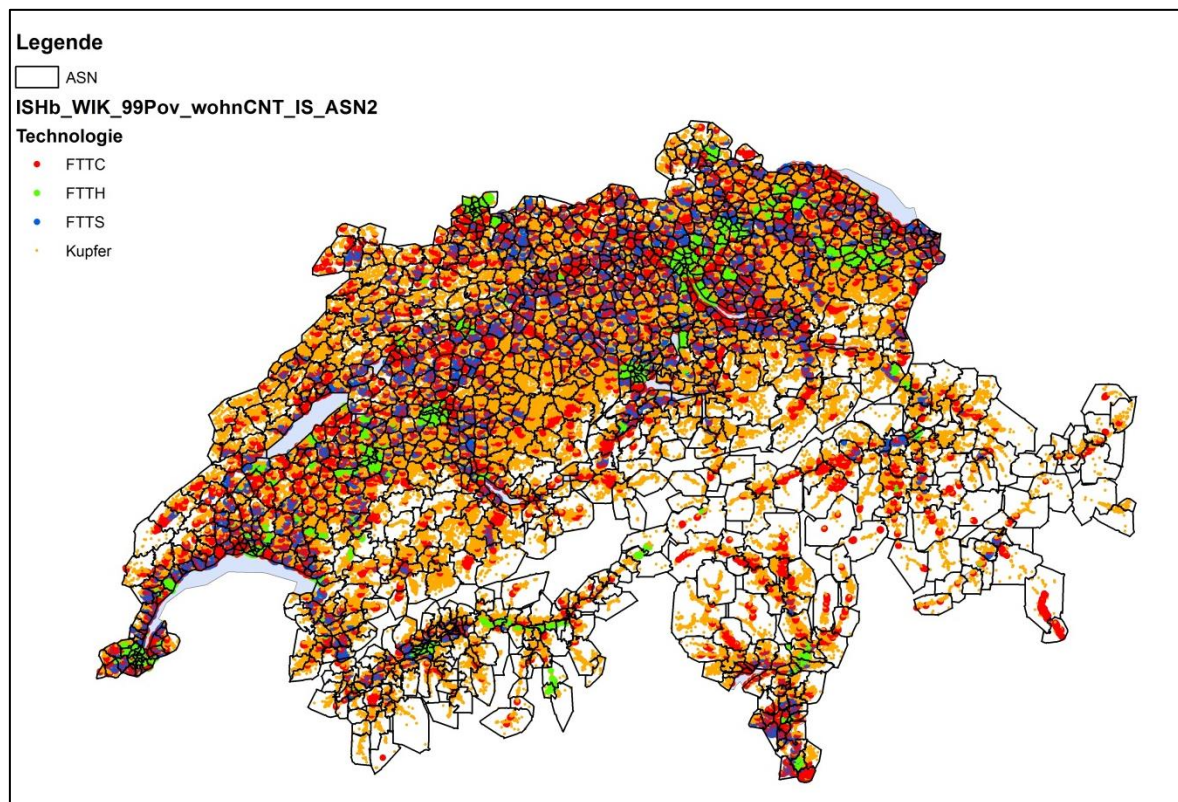 Legende
ASN
ISHb_WIK_99Pov_wohnCNT_IS_ASN2
Technologie
FTTC
FTTH
FTTS
Kupfer